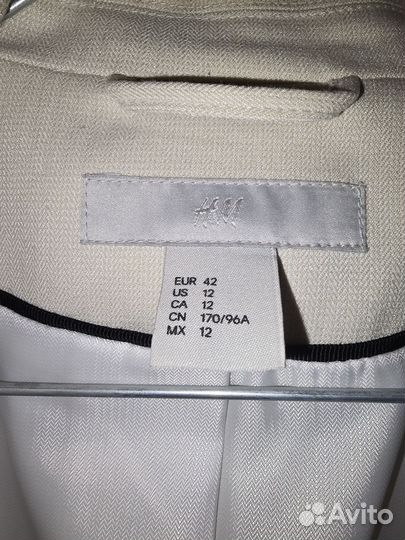 H&M
EUR 42
US 12
CA 12
CN 170/96A
MX 12
Avito